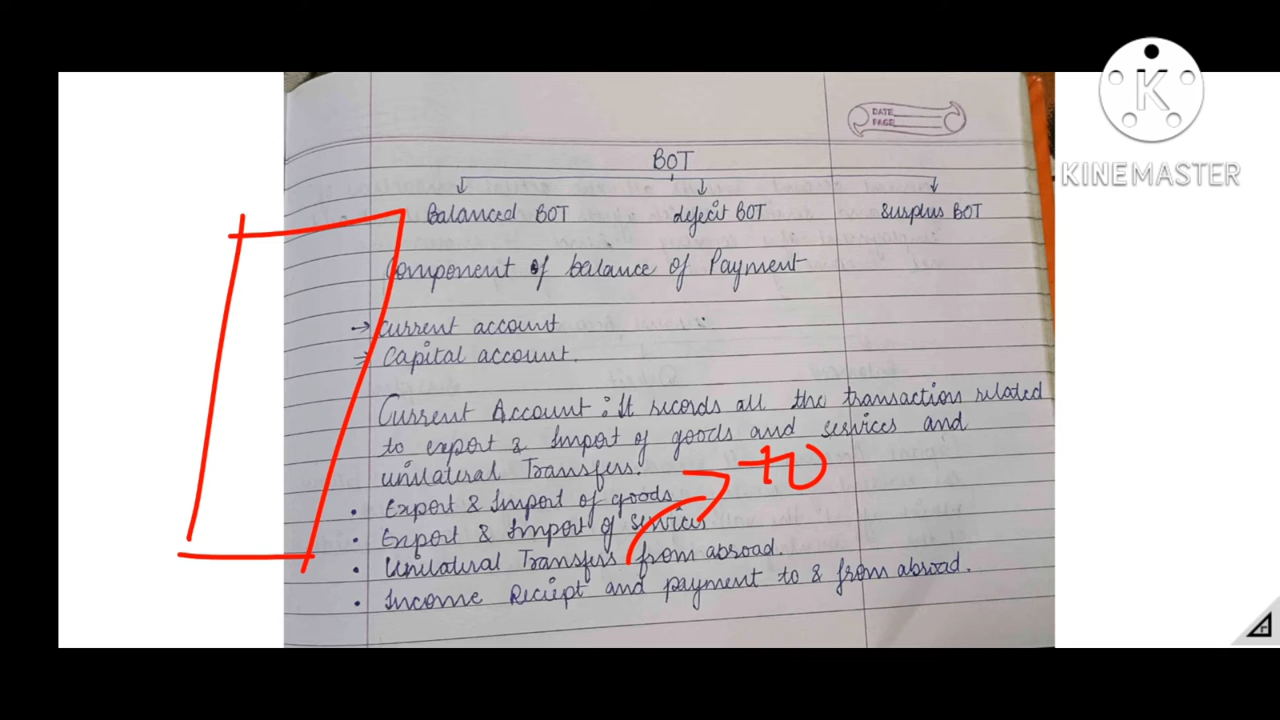 KINEMASTER
DATE
PAGE
BOT
Balanced BOT deficit BOT Surplus BOT
Component of balance of Payment
→ Current account
⇒ Capital account.
Current Account : It records all the transactions related
to export & Import of goods and services and
unilateral Transfers.
to
• Export & Import of goods
• Export & Import of services
• Unilateral Transfers from abroad.
• Income Reciept and payment to & from abroad.